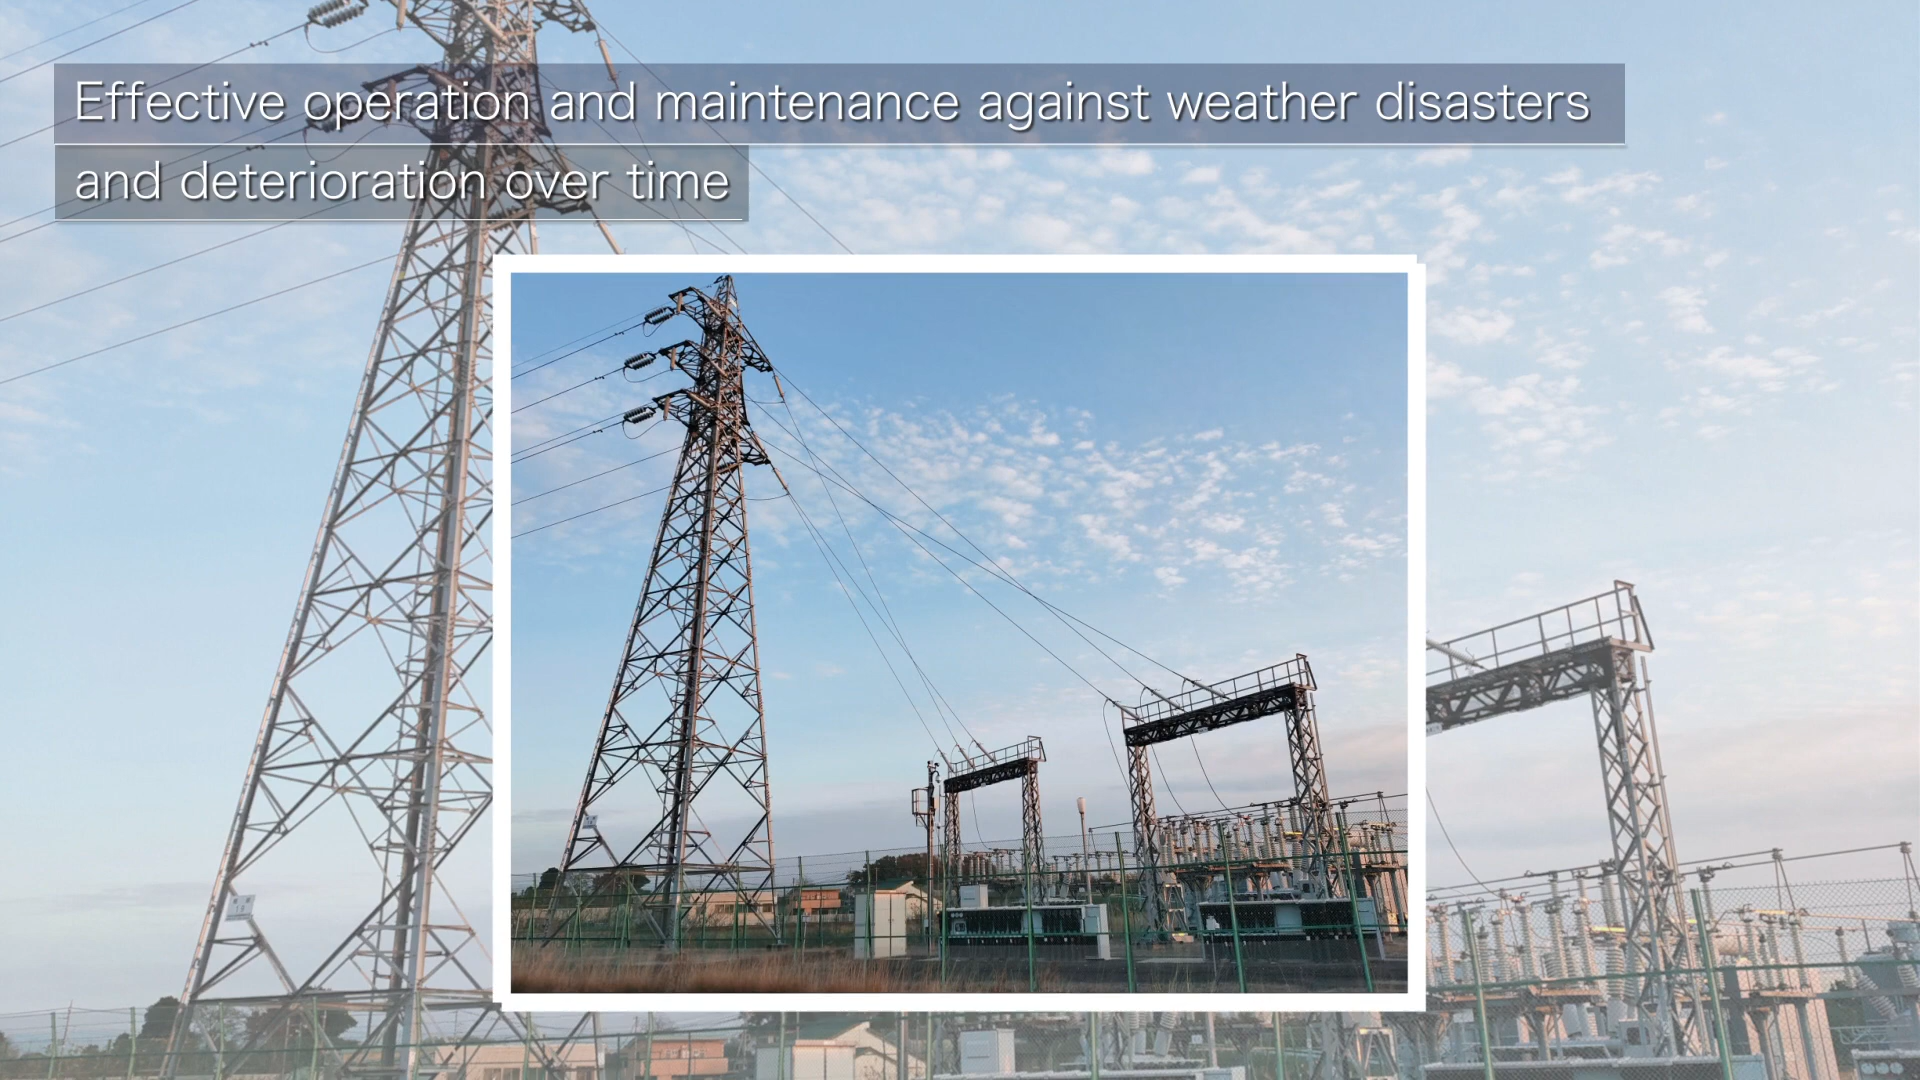 Effective operation and maintenance against weather disasters
and deterioration over time